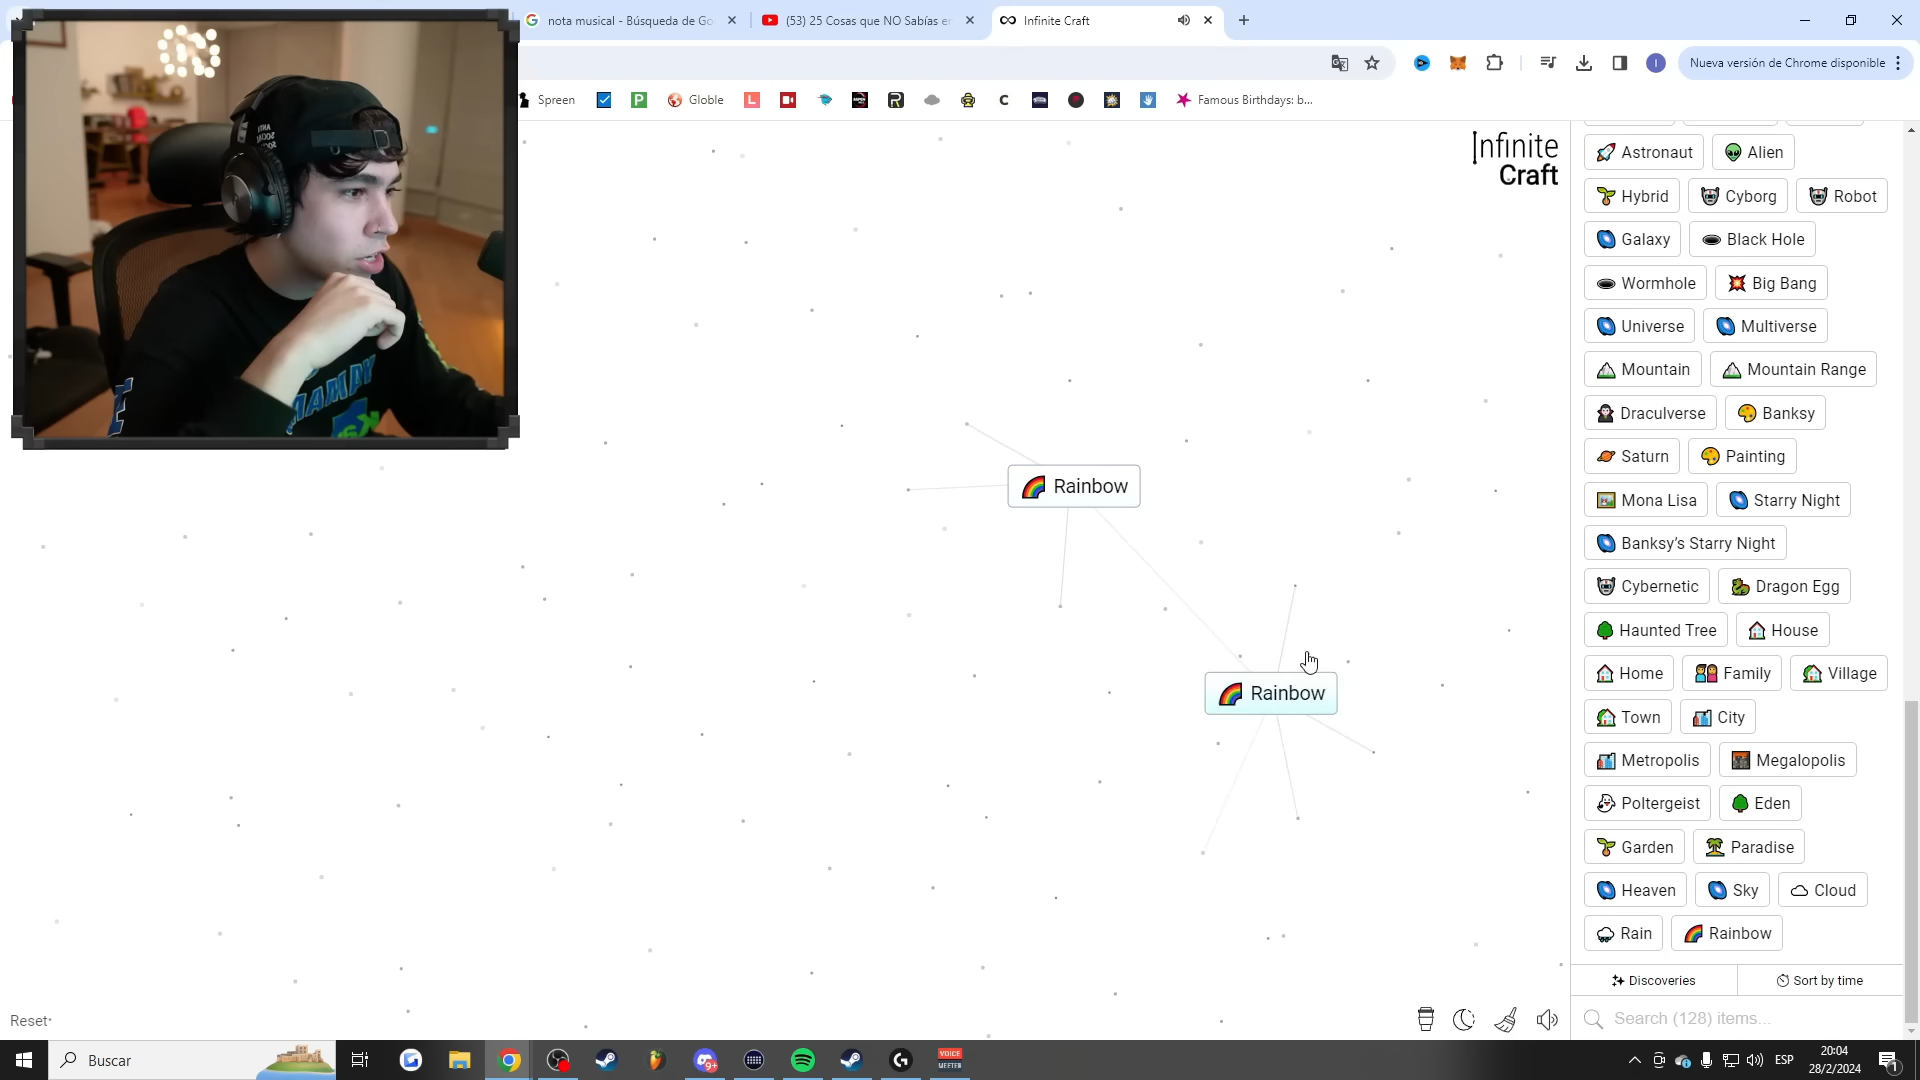 nota musical - Búsqueda de Go
(53) 25 Cosas que NO Sabías e
Infinite Craft
Nueva versión de Chrome disponible
Spreen
Globle
Famous Birthdays: b...
Infinite
Craft
Astronaut
Alien
Hybrid
Cyborg
Robot
Galaxy
Black Hole
Wormhole
Big Bang
Universe
Multiverse
Mountain
Mountain Range
Draculverse
Banksy
Saturn
Painting
Mona Lisa
Starry Night
Banksy's Starry Night
Cybernetic
Dragon Egg
Haunted Tree
House
Home
Family
Village
Town
City
Metropolis
Megalopolis
Poltergeist
Eden
Garden
Paradise
Heaven
Sky
Cloud
Rain
Rainbow
Rainbow
Rainbow
Discoveries
Sort by time
Search (128) items...
Reset
Buscar
VOICE
MEETER
ESP
20:04
28/2/2024